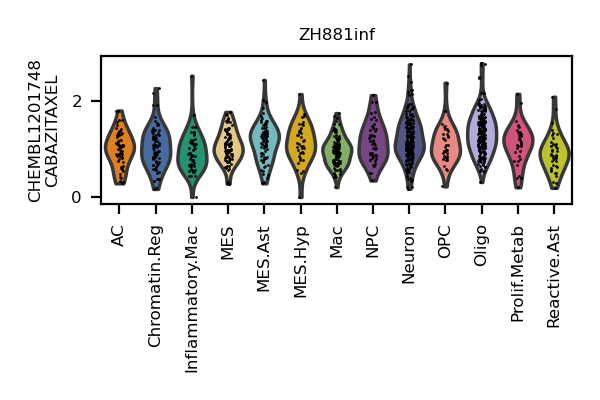 ZH881inf
CHEMBL1201748
CABAZITAXEL
2
0
AC
Chromatin.Reg
Inflammatory.Mac
MES
MES.Ast
MES.Hyp
Mac
NPC
Neuron
OPC
Oligo
Prolif.Metab
Reactive.Ast